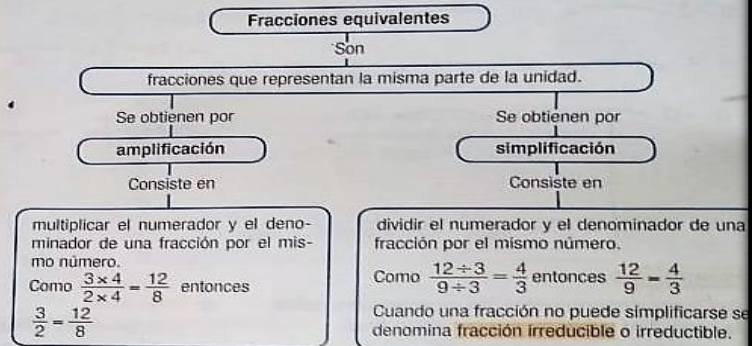 Fracciones equivalentes
Son
fracciones que representan la misma parte de la unidad.
Se obtienen por
amplificación
Consiste en
multiplicar el numerador y el deno-
minador de una fracción por el mis-
mo número.
Como 3 × 4 / 2 × 4 = 12 / 8 entonces
3 / 2 = 12 / 8
Se obtienen por
simplificación
Consiste en
dividir el numerador y el denominador de una
fracción por el mismo número.
Como 12 ÷ 3 / 9 ÷ 3 = 4 / 3 entonces 12 / 9 = 4 / 3
Cuando una fracción no puede simplificarse se
denomina fracción irreducible o irreductible.